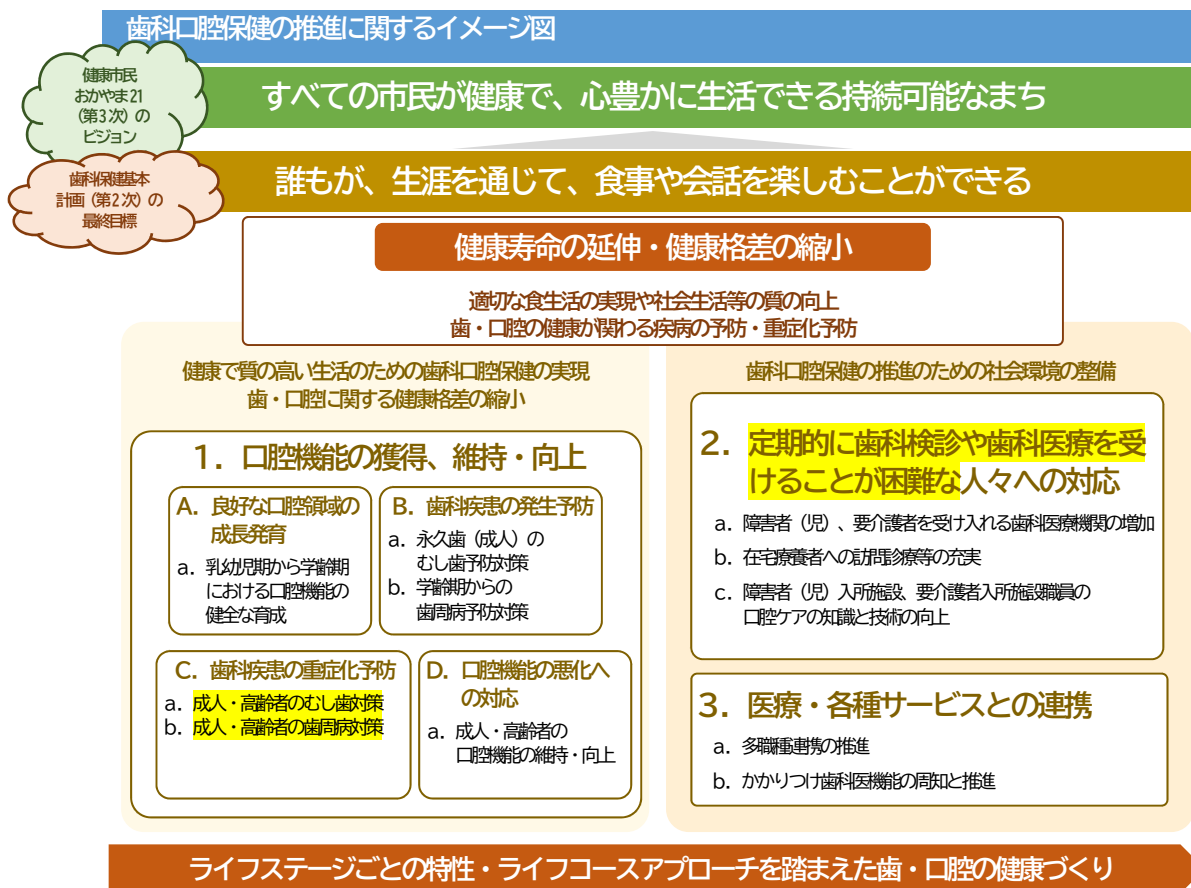 歯科口腔保健の推進に関するイメージ図
健康市民
おかやま21
(第3次)の
ビジョン
すべての市民が健康で、心豊かに生活できる持続可能なまち
歯科保健基本
計画(第2次)の
最終目標
誰もが、生涯を通じて、食事や会話を楽しむことができる
健康寿命の延伸・健康格差の縮小
適切な食生活の実現や社会生活等の質の向上
歯・口腔の健康が関わる疾病の予防・重症化予防
健康で質の高い生活のための歯科口腔保健の実現
歯・口腔に関する健康格差の縮小
1. 口腔機能の獲得、維持・向上
A. 良好な口腔領域の
成長発育
a. 乳幼児期から学齢期
における口腔機能の
健全な育成
B. 歯科疾患の発生予防
a. 永久歯(成人)の
むし歯予防対策
b. 学齢期からの
歯周病予防対策
C. 歯科疾患の重症化予防
a. 成人・高齢者のむし歯対策
b. 成人・高齢者の歯周病対策
D. 口腔機能の悪化へ
の対応
a. 成人・高齢者の
口腔機能の維持・向上
歯科口腔保健の推進のための社会環境の整備
2. 定期的に歯科検診や歯科医療を受
けることが困難な人々への対応
a. 障害者(児)、要介護者を受け入れる歯科医療機関の増加
b. 在宅療養者への訪問診療等の充実
c. 障害者(児)入所施設、要介護者入所施設職員の
口腔ケアの知識と技術の向上
3. 医療・各種サービスとの連携
a. 多職種連携の推進
b. かかりつけ歯科医機能の周知と推進
ライフステージごとの特性・ライフコースアプローチを踏まえた歯・口腔の健康づくり